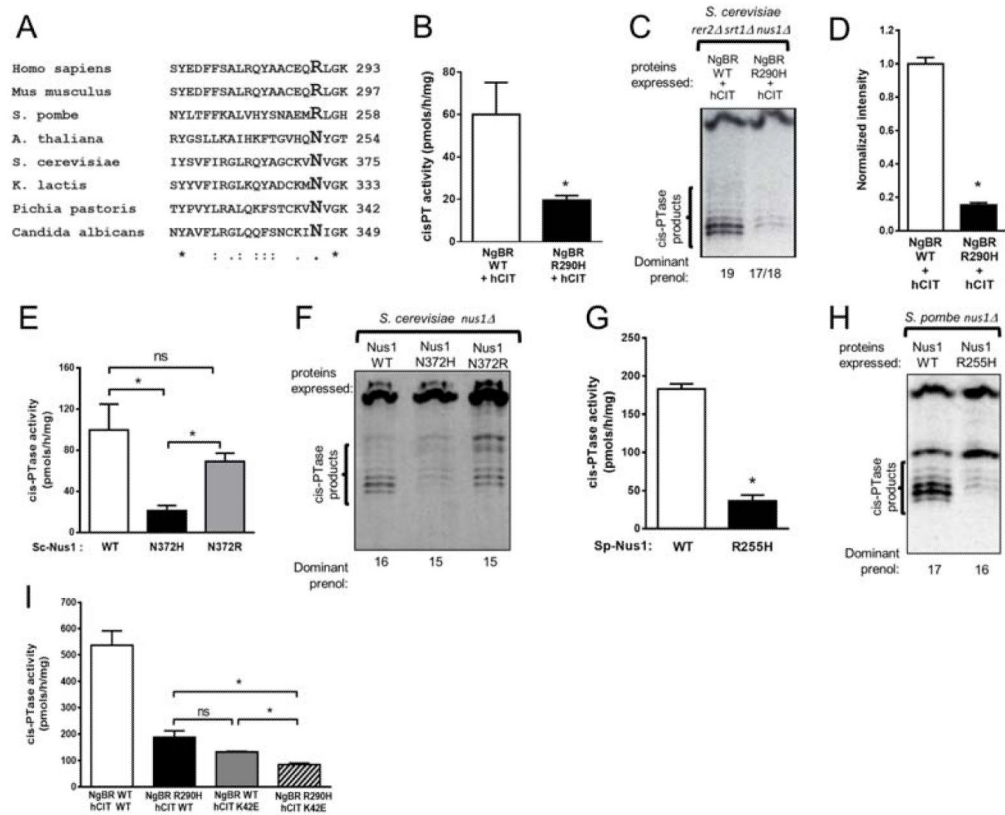 A
Homo sapiens SYEDFFSALRQYAACEQRLGK 293
Mus musculus SYEDFFSALRQYAACEQRLGK 297
S. pombe NYLTFFKALVHYSNAEMRLGH 258
A. thaliana RYGSLLKAIHKFTGVHQNYGT 254
S. cerevisiae IYSVFIRGLRQYAGCKVNVGK 375
K. lactis SYYVFIRGLKQYADCKMNVGK 333
Pichia pastoris TYPVYLRALQKFSTCKVNVGK 342
Candida albicans NYAVFLRGLQQFSNCKINIGK 349
* :.: ::: . . *
B
cisPT activity (pmols/h/mg)
80
60
40
20
0
*
NgBR WT + hCIT
NgBR R290H + hCIT
C
S. cerevisiae
rer2Δ srt1Δ nus1Δ
proteins expressed:
NgBR WT + hCIT
NgBR R290H + hCIT
cis-PTase products
Dominant prenol: 19 17/18
D
Normalized intensity
1.2
1.0
0.8
0.6
0.4
0.2
0.0
*
NgBR WT + hCIT
NgBR R290H + hCIT
E
cis-PTase activity (pmols/h/mg)
160
120
80
40
0
ns
*
*
Sc-Nus1 : WT N372H N372R
F
S. cerevisiae nus1Δ
proteins expressed:
Nus1 WT
Nus1 N372H
Nus1 N372R
cis-PTase products
Dominant prenol: 16 15 15
G
cis-PTase activity (pmols/h/mg)
250
200
150
100
50
0
*
Sp-Nus1: WT R255H
H
S. pombe nus1Δ
proteins expressed:
Nus1 WT
Nus1 R255H
cis-PTase products
Dominant prenol: 17 16
I
cis-PTase activity (pmols/h/mg)
700
600
500
400
300
200
100
0
*
ns
*
NgBR WT hCIT WT
NgBR R290H hCIT WT
NgBR WT hCIT K42E
NgBR R290H hCIT K42E